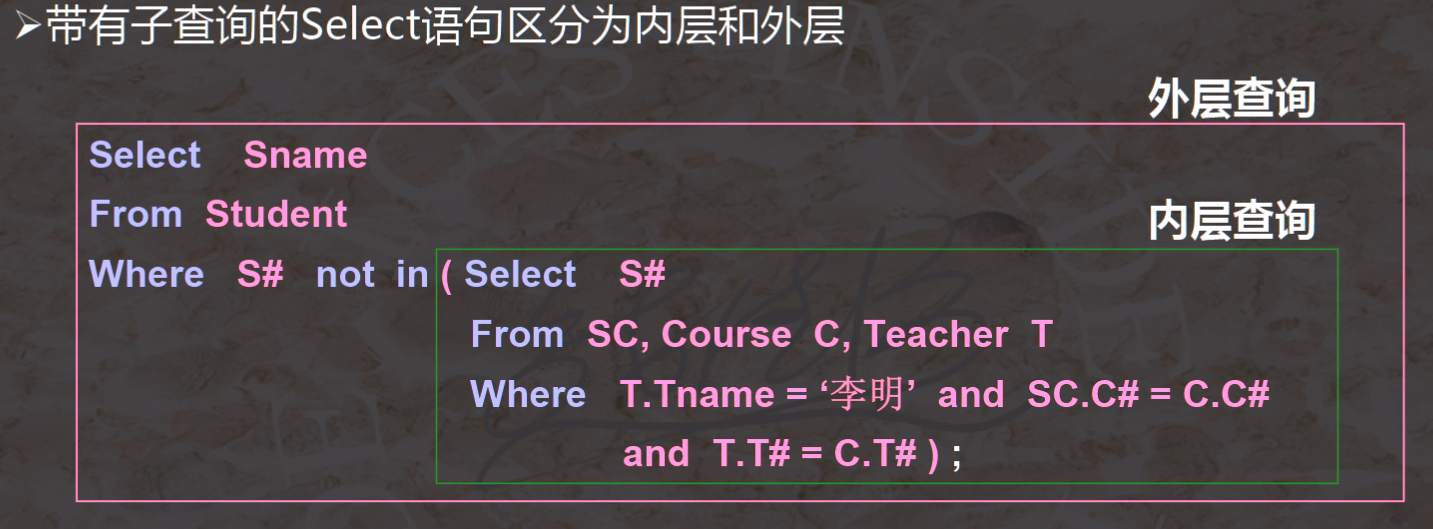 ➢带有子查询的Select语句区分为内层和外层
外层查询
Select Sname
From Student
内层查询
Where S# not in ( Select S#
From SC, Course C, Teacher T
Where T.Tname = ‘李明’ and SC.C# = C.C#
and T.T# = C.T# ) ;